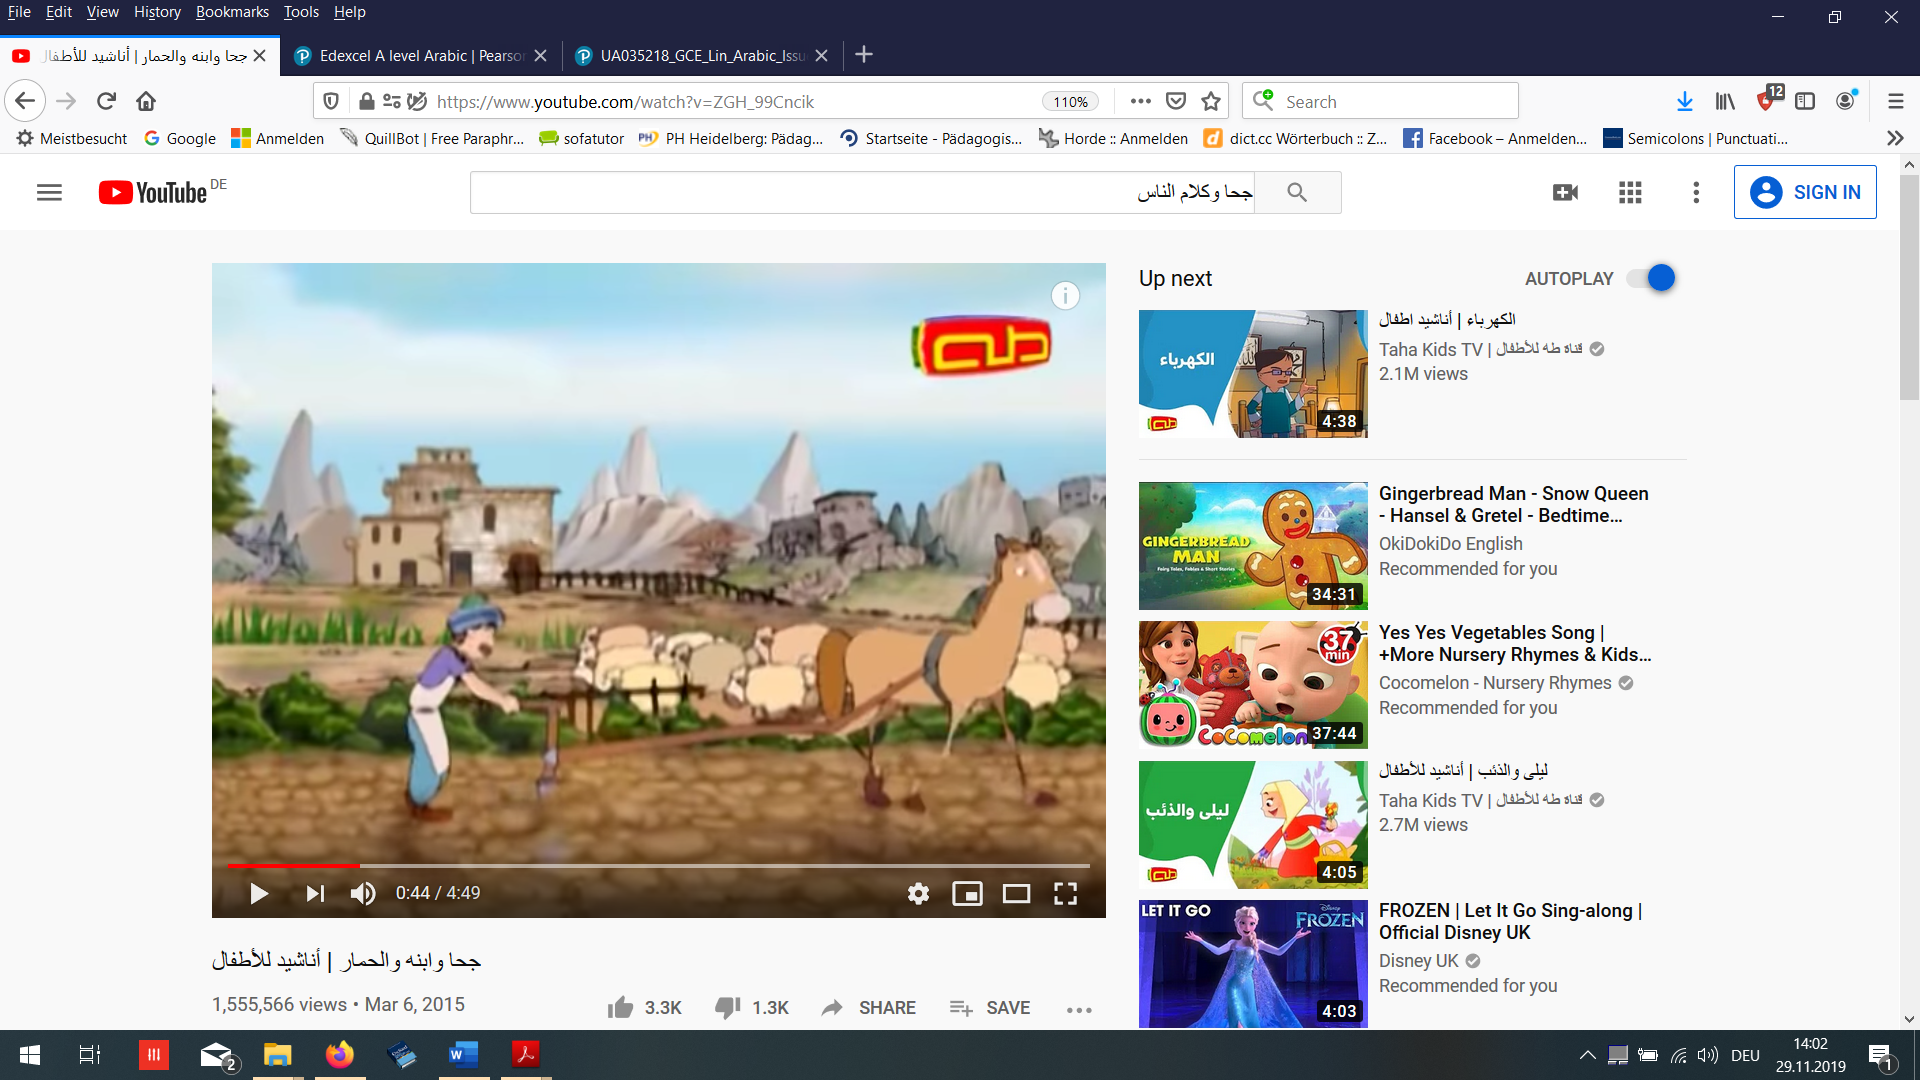 File Edit View History Bookmarks Tools Help
جحا وابنه والحمار | أناشيد للأطفال
Edexcel A level Arabic | Pearson
UA035218_GCE_Lin_Arabic_Issu
https://www.youtube.com/watch?v=ZGH_99Cncik
110%
Search
12
Meistbesucht Google Anmelden QuillBot | Free Paraphr... sofatutor PH Heidelberg: Pädag... Startseite - Pädagogis... Horde :: Anmelden dict.cc Wörterbuch :: Z... Facebook – Anmelden... Semicolons | Punctuati...
YouTube DE
جحا وكلام الناس
SIGN IN
طه
0:44 / 4:49
جحا وابنه والحمار | أناشيد للأطفال
1,555,566 views • Mar 6, 2015
3.3K 1.3K SHARE SAVE
Up next
AUTOPLAY
الكهرباء
4:38
الكهرباء | أناشيد اطفال
Taha Kids TV | قناة طه للأطفال
2.1M views
GINGERBREAD
MAN
Fairy Tales, Fables & Short Stories
34:31
Gingerbread Man - Snow Queen
- Hansel & Gretel - Bedtime...
OkiDokiDo English
Recommended for you
37
min
CoComelon
37:44
Yes Yes Vegetables Song |
+More Nursery Rhymes & Kids...
Cocomelon - Nursery Rhymes
Recommended for you
ليلى والذئب
4:05
ليلى والذئب | أناشيد للأطفال
Taha Kids TV | قناة طه للأطفال
2.7M views
LET IT GO
Disney
FROZEN
4:03
FROZEN | Let It Go Sing-along |
Official Disney UK
Disney UK
Recommended for you
2
DEU
14:02
29.11.2019
1